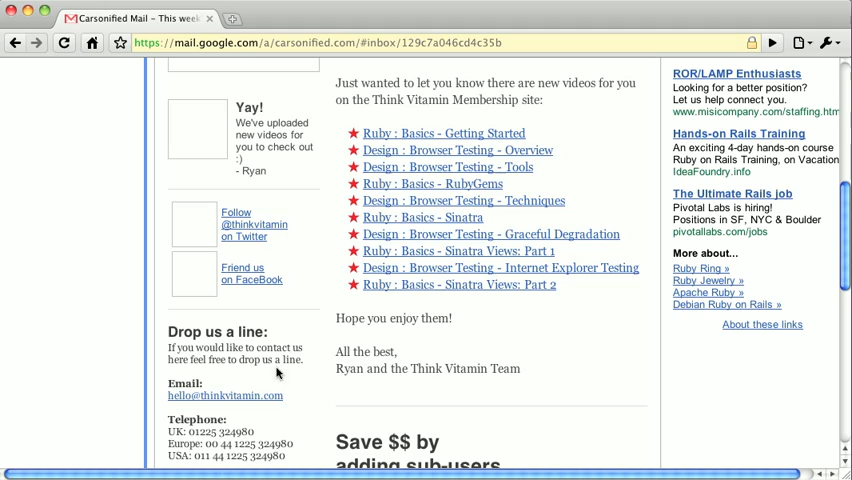 Carsonified Mail – This week
https://mail.google.com/a/carsonified.com/#inbox/129c7a046cd4c35b
Yay!
We've uploaded
new videos for
you to check out
:)
- Ryan
Follow
@thinkvitamin
on Twitter
Friend us
on FaceBook
Drop us a line:
If you would like to contact us
here feel free to drop us a line.
Email:
hello@thinkvitamin.com
Telephone:
UK: 01225 324980
Europe: 00 44 1225 324980
USA: 011 44 1225 324980
Just wanted to let you know there are new videos for you
on the Think Vitamin Membership site:
Ruby : Basics - Getting Started
Design : Browser Testing - Overview
Design : Browser Testing - Tools
Ruby : Basics - RubyGems
Design : Browser Testing - Techniques
Ruby : Basics - Sinatra
Design : Browser Testing - Graceful Degradation
Ruby : Basics - Sinatra Views: Part 1
Design : Browser Testing - Internet Explorer Testing
Ruby : Basics - Sinatra Views: Part 2
Hope you enjoy them!
All the best,
Ryan and the Think Vitamin Team
Save $$ by
adding sub-users
ROR/LAMP Enthusiasts
Looking for a better position?
Let us help connect you.
www.misicompany.com/staffing.htm
Hands-on Rails Training
An exciting 4-day hands-on course
Ruby on Rails Training, on Vacation
IdeaFoundry.info
The Ultimate Rails job
Pivotal Labs is hiring!
Positions in SF, NYC & Boulder
pivotallabs.com/jobs
More about...
Ruby Ring »
Ruby Jewelry »
Apache Ruby »
Debian Ruby on Rails »
About these links